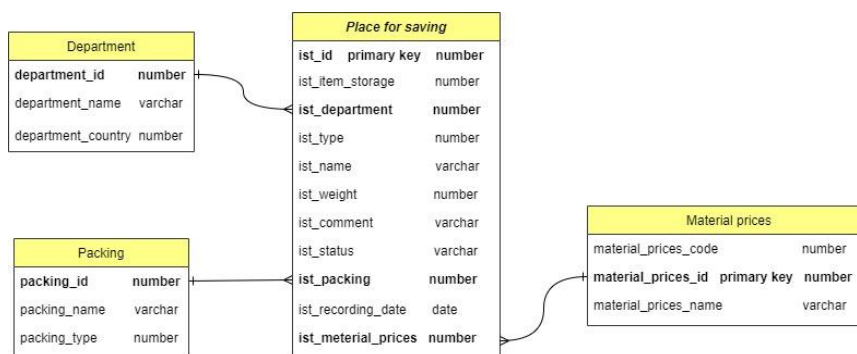 Place for saving
ist_id primary key number
ist_item_storage number
ist_department number
ist_type number
ist_name varchar
ist_weight number
ist_comment varchar
ist_status varchar
ist_packing number
ist_recording_date date
ist_meterial_prices number
Department
department_id number
department_name varchar
department_country number
Packing
packing_id number
packing_name varchar
packing_type number
Material prices
material_prices_code number
material_prices_id primary key number
material_prices_name varchar